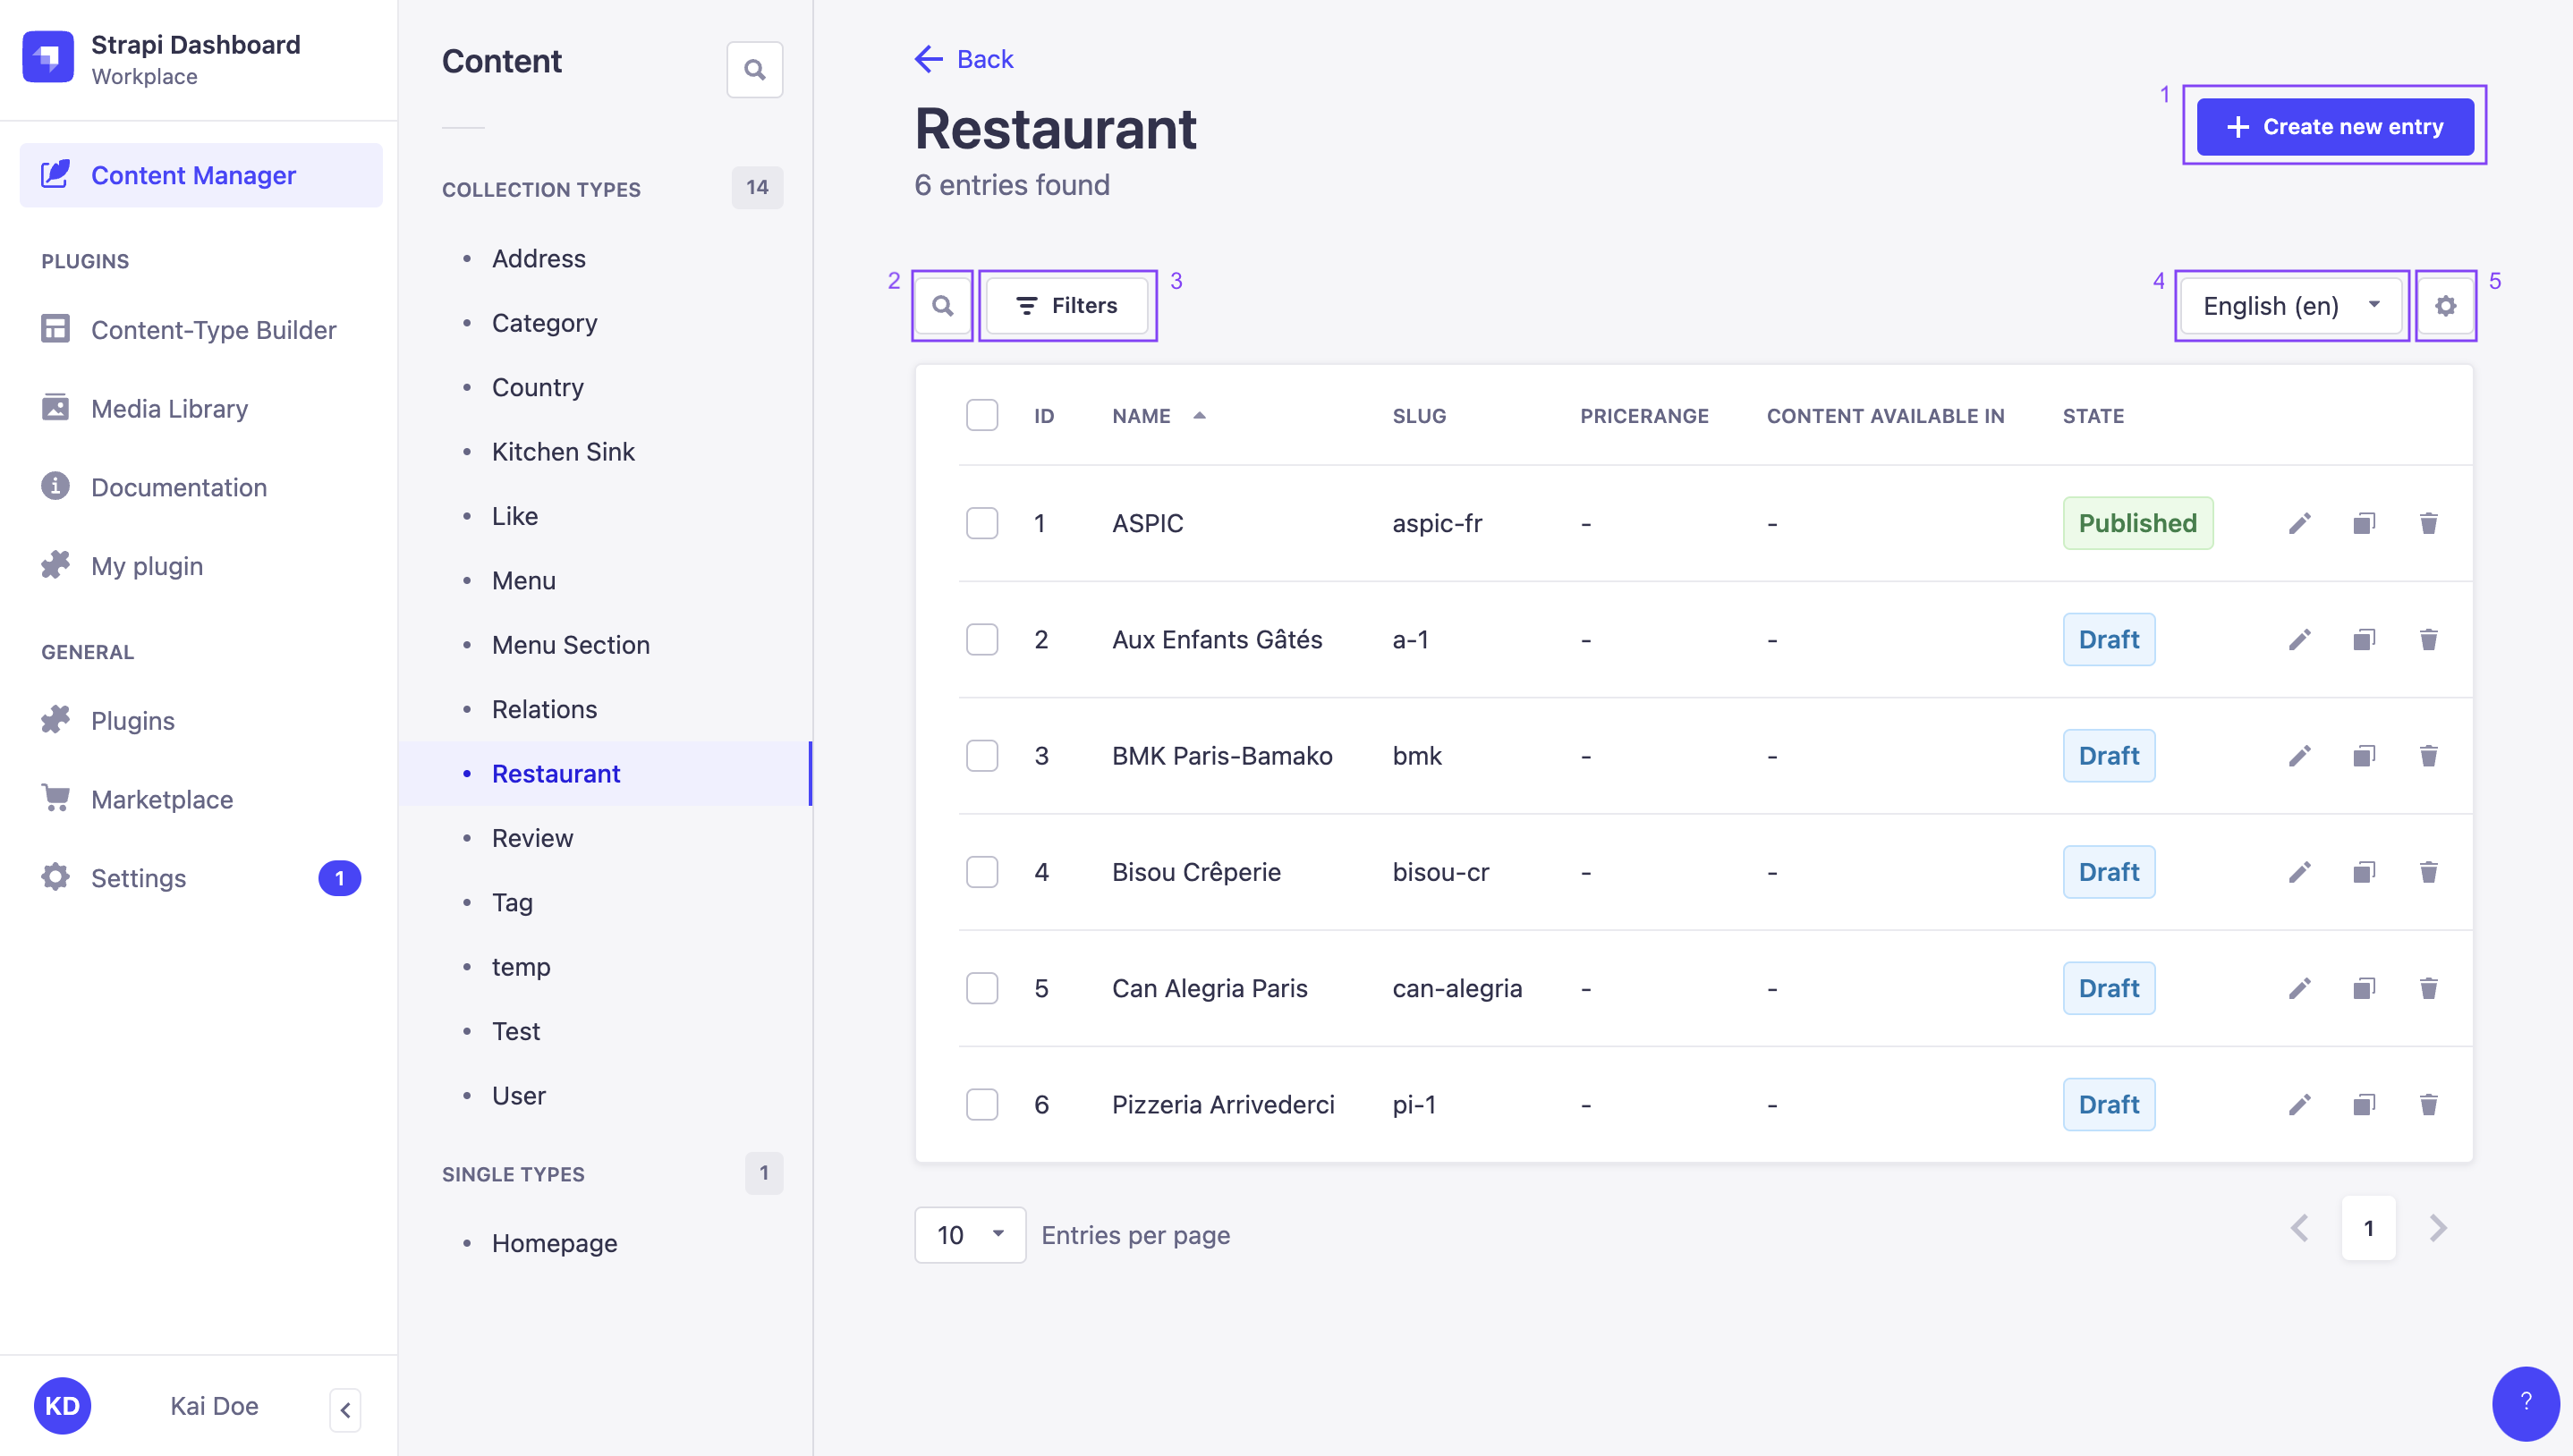 Strapi Dashboard
Workplace
Content Manager
PLUGINS
Content-Type Builder
Media Library
Documentation
My plugin
GENERAL
Plugins
Marketplace
Settings 1
KD Kai Doe
Content
COLLECTION TYPES 14
Address
Category
Country
Kitchen Sink
Like
Menu
Menu Section
Relations
Restaurant
Review
Tag
temp
Test
User
SINGLE TYPES 1
Homepage
Back
Restaurant
6 entries found
1 Create new entry
2 Filters 3 4 English (en) 5
ID NAME SLUG PRICERANGE CONTENT AVAILABLE IN STATE
1 ASPIC aspic-fr - - Published
2 Aux Enfants Gâtés a-1 - - Draft
3 BMK Paris-Bamako bmk - - Draft
4 Bisou Crêperie bisou-cr - - Draft
5 Can Alegria Paris can-alegria - - Draft
6 Pizzeria Arrivederci pi-1 - - Draft
10 Entries per page 1
?